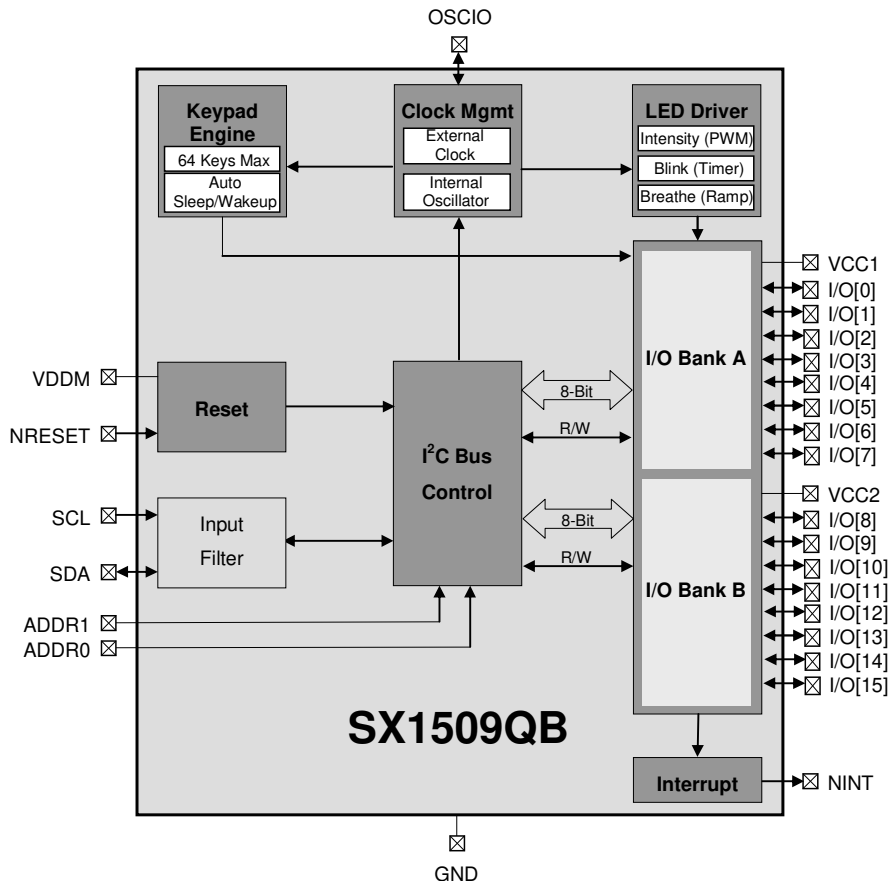 OSCIO
Keypad
Engine
64 Keys Max
Auto
Sleep/Wakeup
Clock Mgmt
External
Clock
Internal
Oscillator
LED Driver
Intensity (PWM)
Blink (Timer)
Breathe (Ramp)
VDDM
NRESET
Reset
SCL
SDA
Input
Filter
ADDR1
ADDR0
I²C Bus
Control
8-Bit
R/W
8-Bit
R/W
I/O Bank A
I/O Bank B
VCC1
I/O[0]
I/O[1]
I/O[2]
I/O[3]
I/O[4]
I/O[5]
I/O[6]
I/O[7]
VCC2
I/O[8]
I/O[9]
I/O[10]
I/O[11]
I/O[12]
I/O[13]
I/O[14]
I/O[15]
SX1509QB
Interrupt
NINT
GND